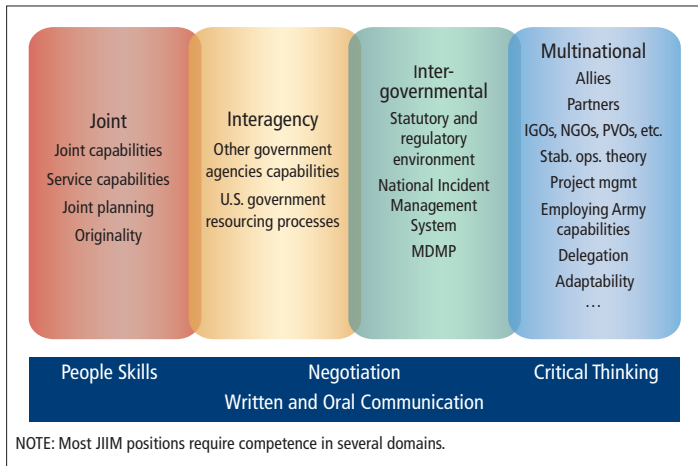 Joint
Joint capabilities
Service capabilities
Joint planning
Originality
Interagency
Other government
agencies capabilities
U.S. government
resourcing processes
Inter-
governmental
Statutory and
regulatory
environment
National Incident
Management
System
MDMP
Multinational
Allies
Partners
IGOs, NGOs, PVOs, etc.
Stab. ops. theory
Project mgmt
Employing Army
capabilities
Delegation
Adaptability
…
People Skills
Negotiation
Critical Thinking
Written and Oral Communication
NOTE: Most JIIM positions require competence in several domains.